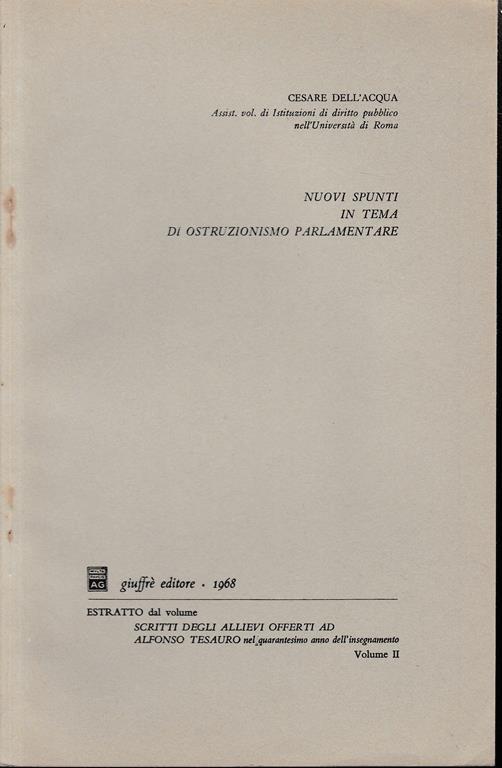 CESARE DELL'ACQUA
Assist. vol. di Istituzioni di diritto pubblico
nell'Università di Roma
NUOVI SPUNTI
IN TEMA
DI OSTRUZIONISMO PARLAMENTARE
AG
giuffrè editore . 1968
ESTRATTO dal volume
SCRITTI DEGLI ALLIEVI OFFERTI AD
ALFONSO TESAURO nel quarantesimo anno dell'insegnamento
Volume II